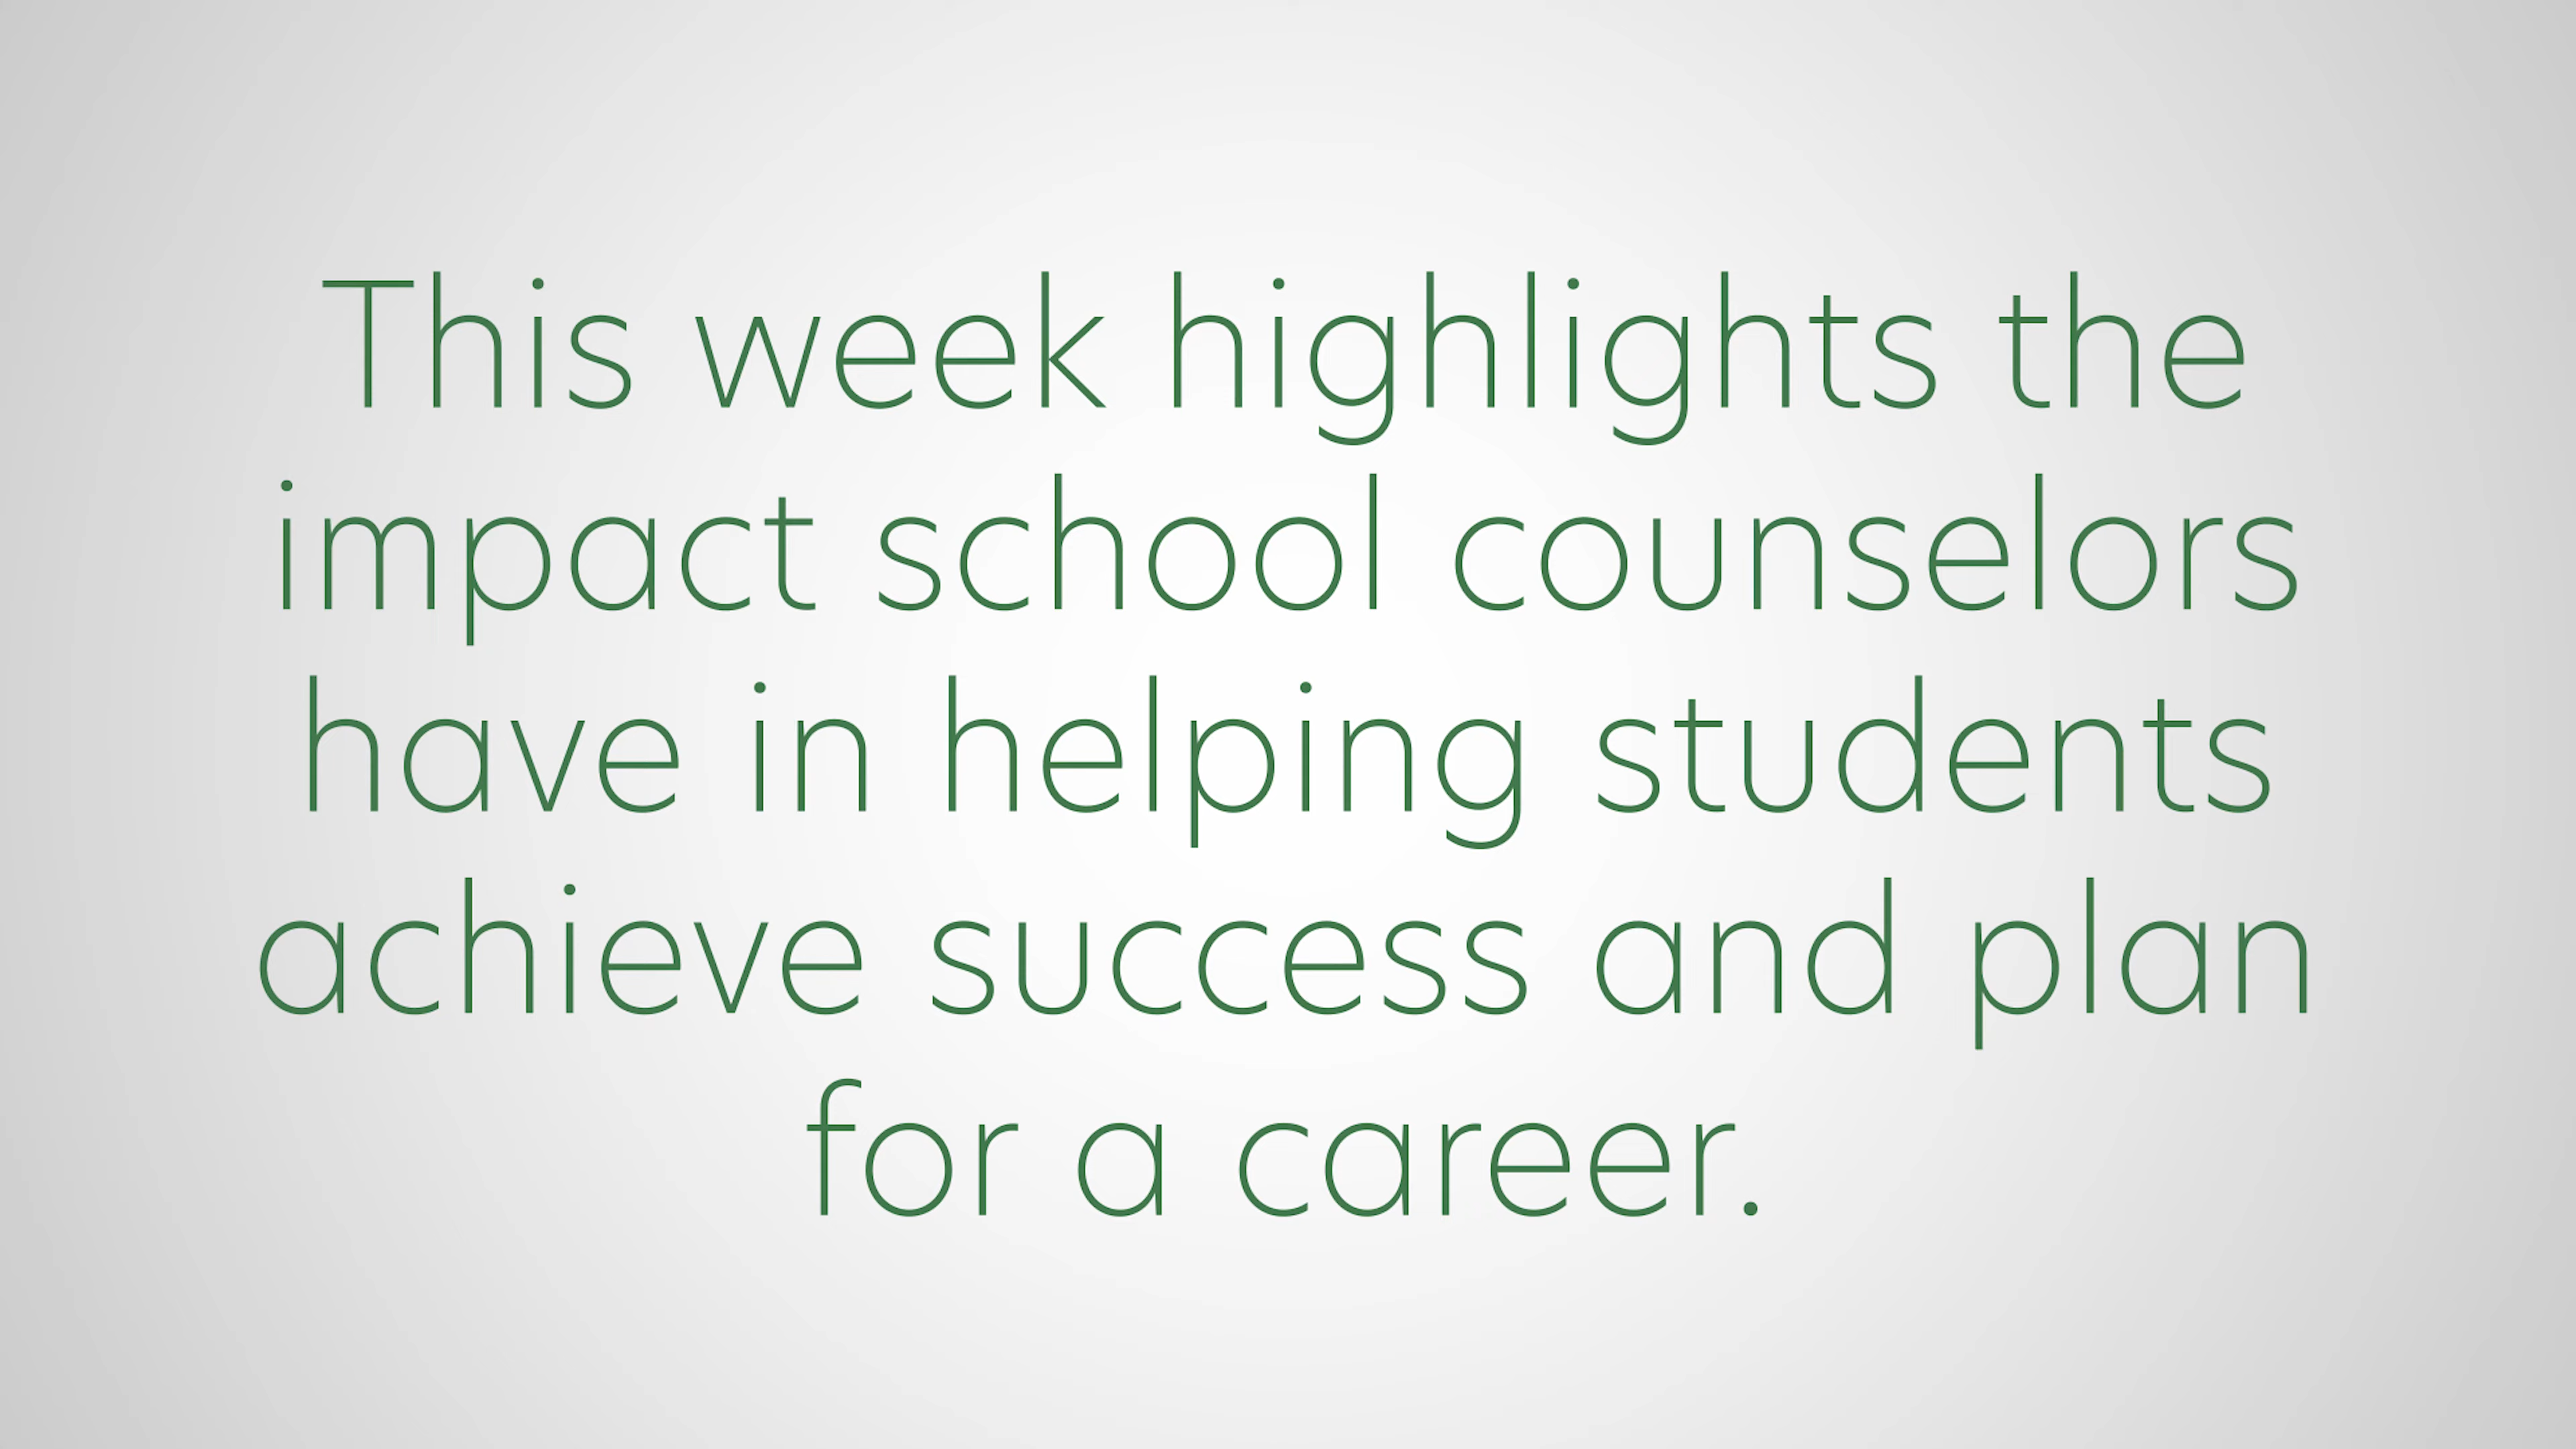 This week highlights the
impact school counselors
have in helping students
achieve success and plan
for a career.